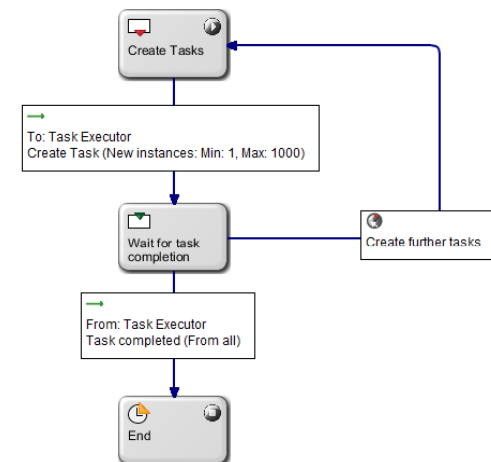 Create Tasks
To: Task Executor
Create Task (New instances: Min: 1, Max: 1000)
Wait for task
completion
Create further tasks
From: Task Executor
Task completed (From all)
End